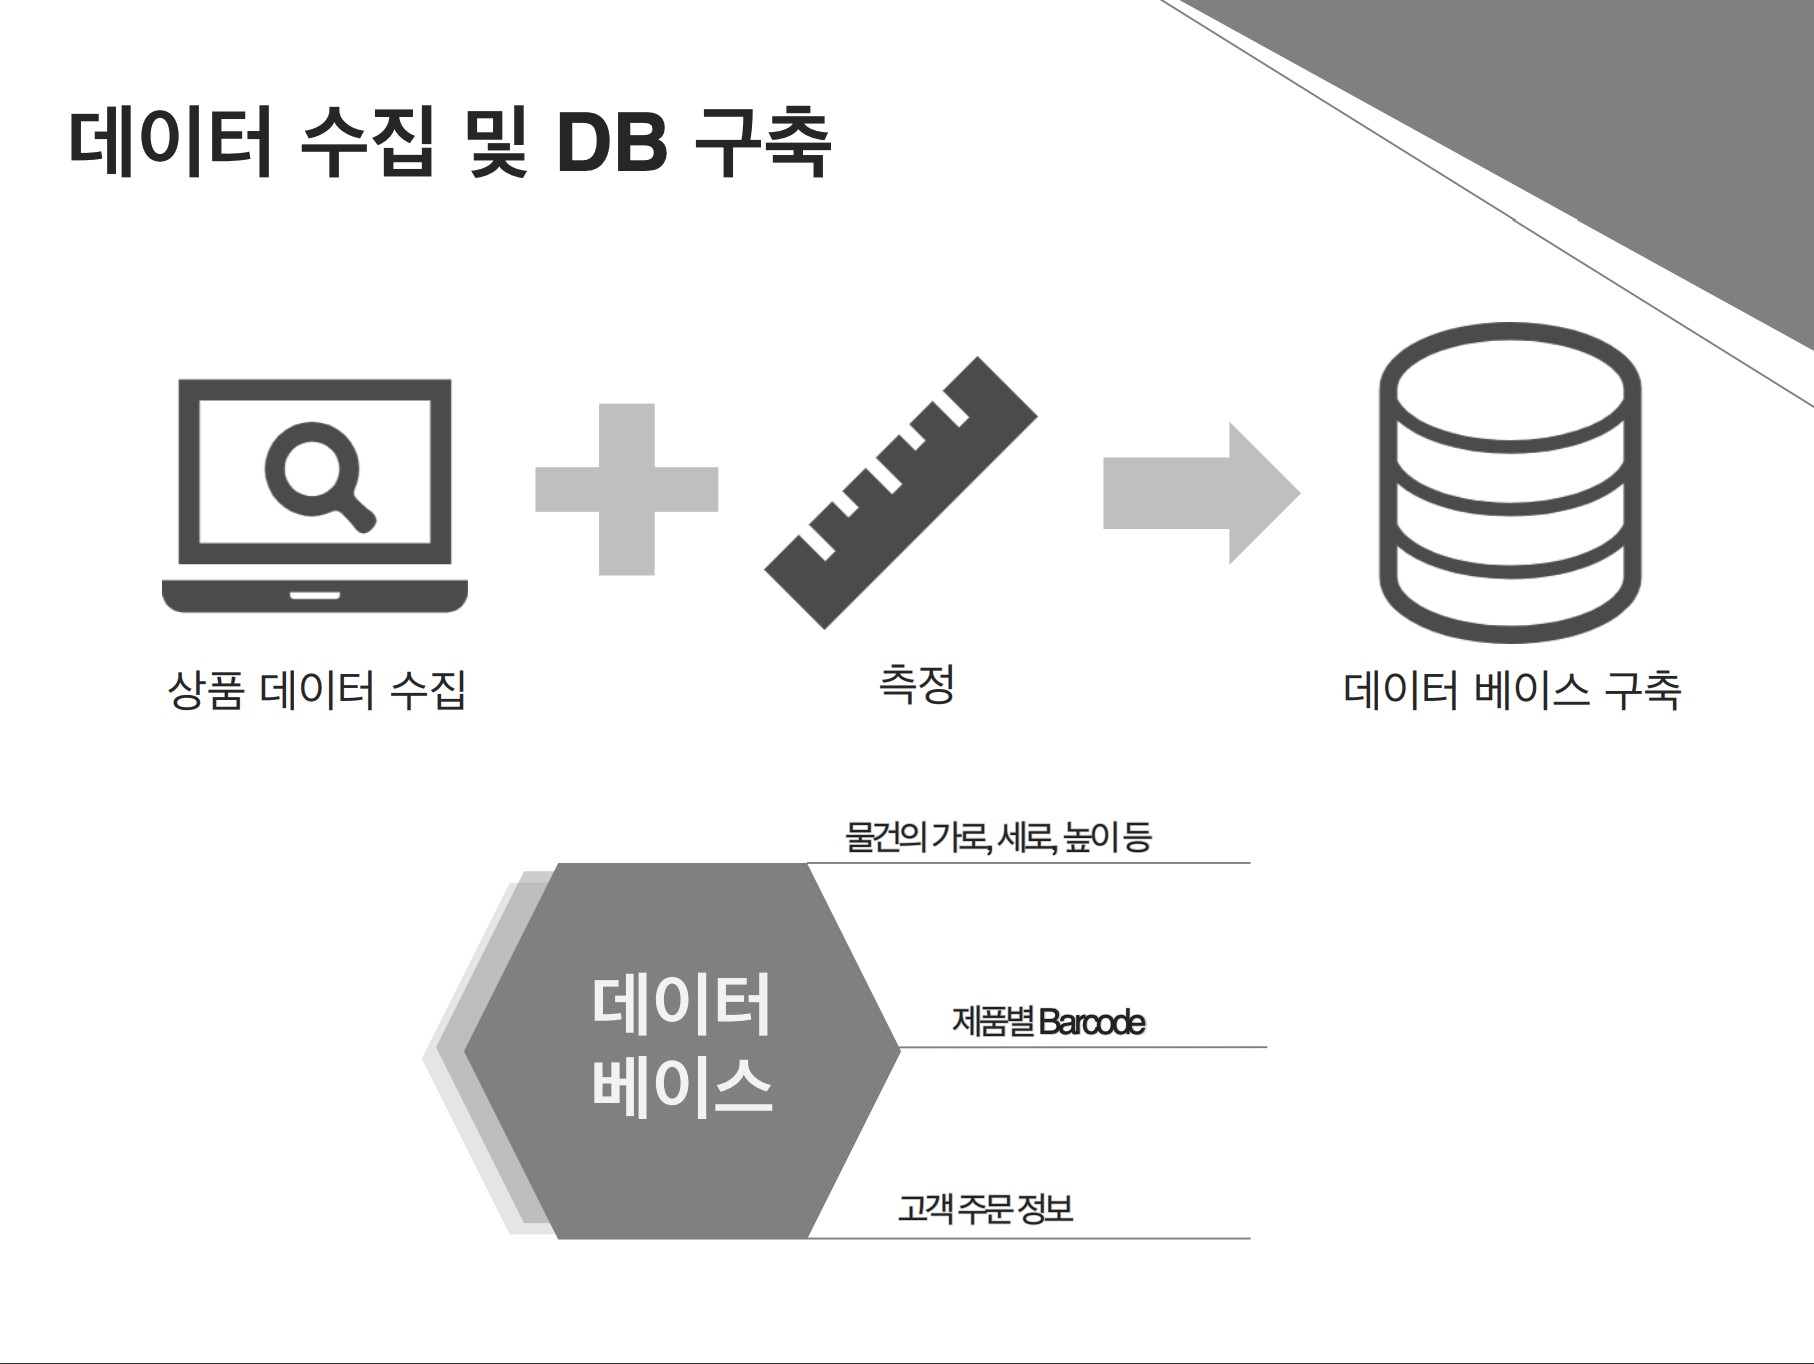 데이터 수집 및 DB 구축
상품 데이터 수집
측정
데이터 베이스 구축
물건의 가로, 세로, 높이 등
데이터
베이스
제품별 Barcode
고객 주문 정보